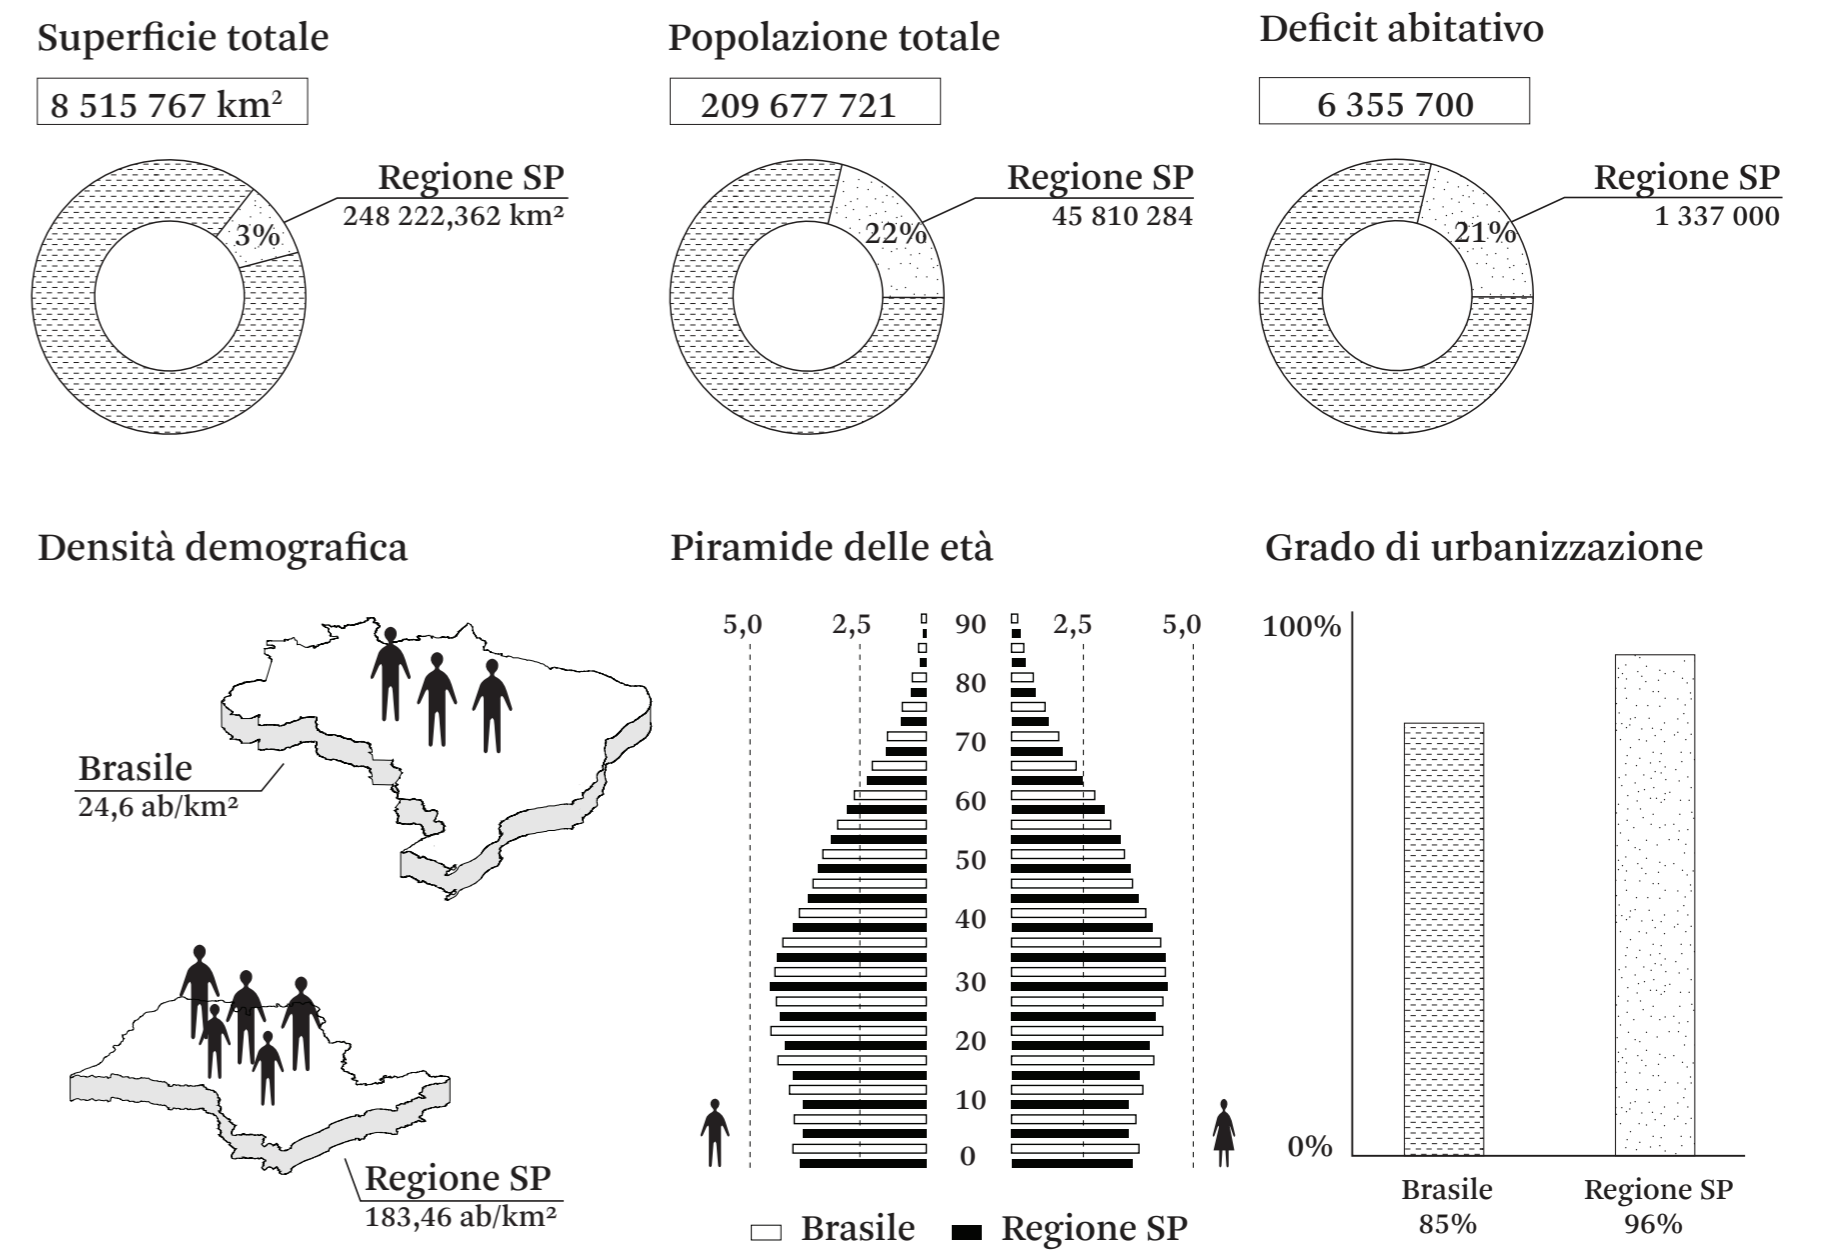 Superficie totale
8 515 767 km²
Regione SP
248 222,362 km²
3%
Popolazione totale
209 677 721
Regione SP
45 810 284
22%
Deficit abitativo
6 355 700
Regione SP
1 337 000
21%
Densità demografica
Brasile
24,6 ab/km²
Regione SP
183,46 ab/km²
Piramide delle età
5,0 2,5 90 2,5 5,0
80
70
60
50
40
30
20
10
0
Brasile Regione SP
Grado di urbanizzazione
100%
0%
Brasile Regione SP
85% 96%